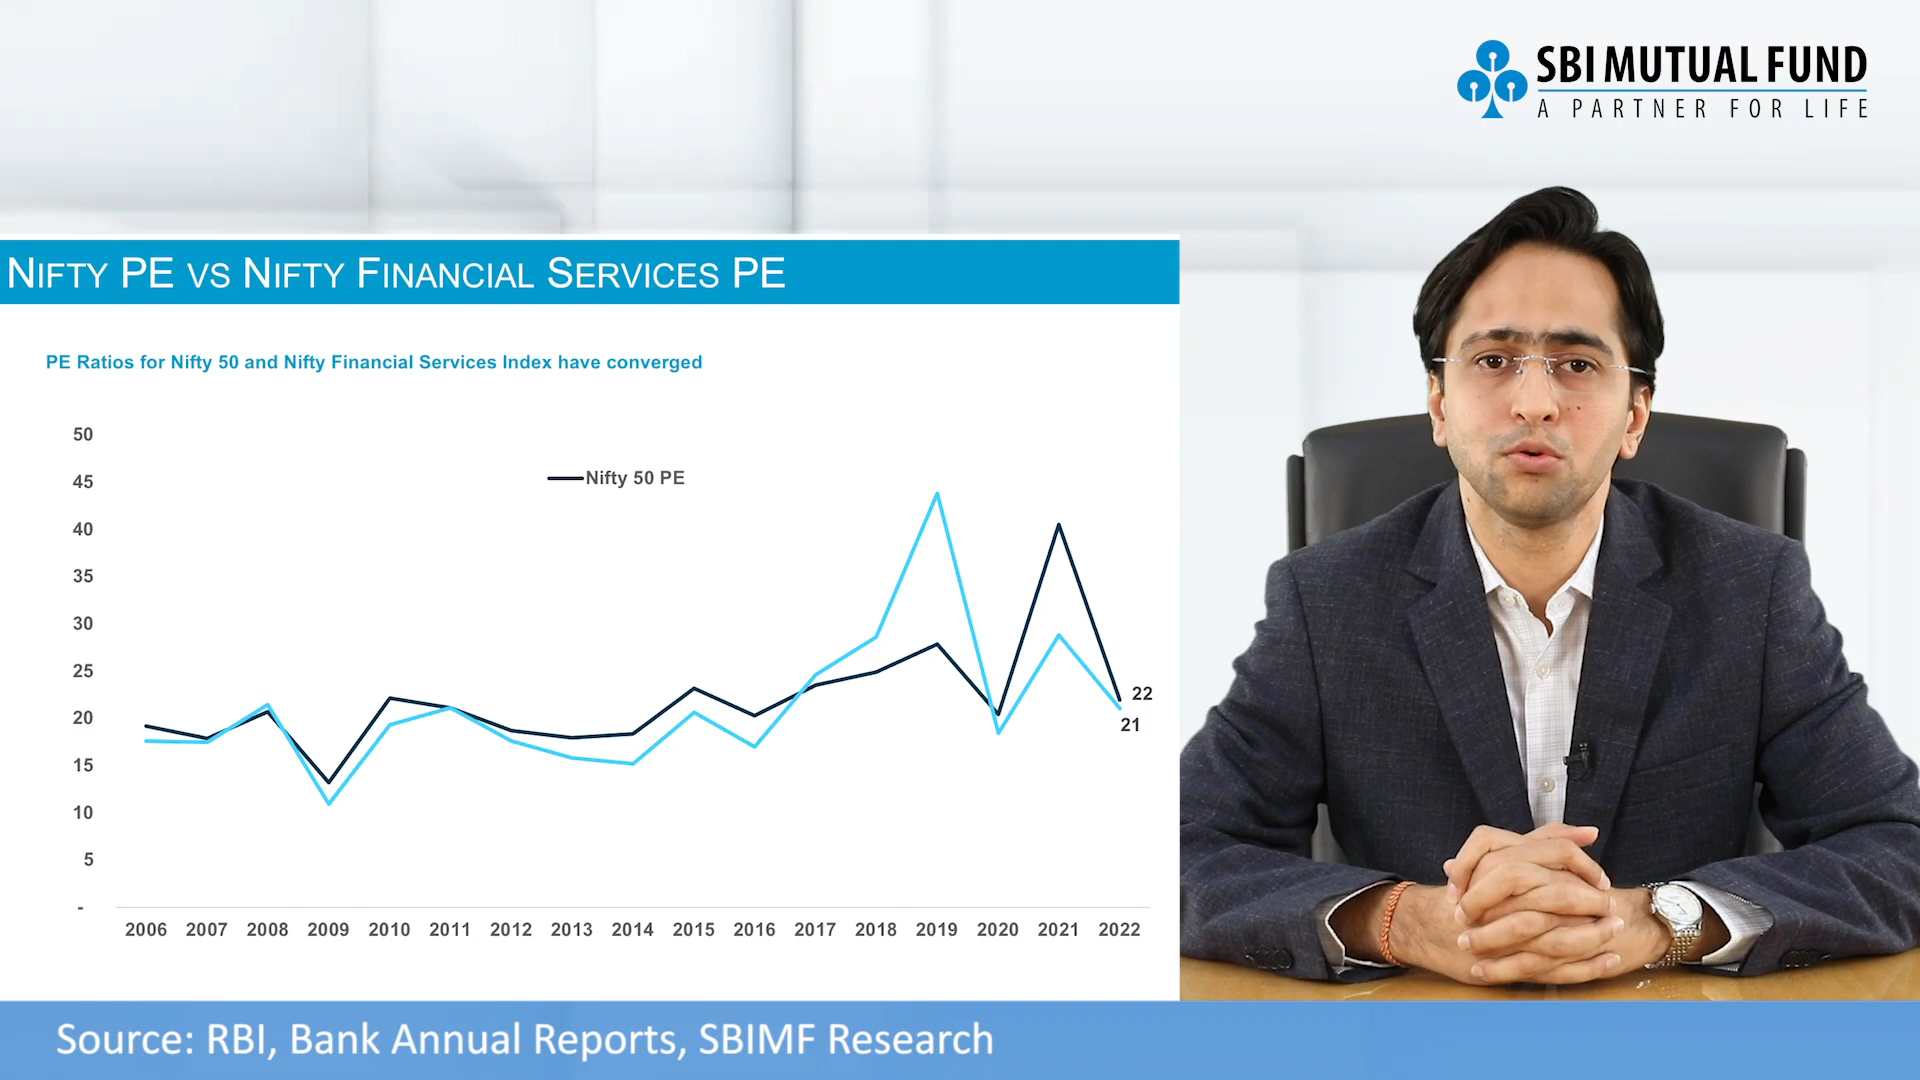 SBI MUTUAL FUND
A PARTNER FOR LIFE
NIFTY PE VS NIFTY FINANCIAL SERVICES PE
PE Ratios for Nifty 50 and Nifty Financial Services Index have converged
50
45
Nifty 50 PE
40
35
30
25
22
20
21
15
10
5
-
2006 2007 2008 2009 2010 2011 2012 2013 2014 2015 2016 2017 2018 2019 2020 2021 2022
Source: RBI, Bank Annual Reports, SBIMF Research